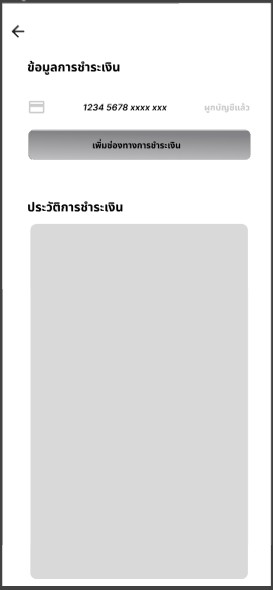 ข้อมูลการชำระเงิน
1234 5678 xxxx xxx ผูกบัญชีแล้ว
เพิ่มช่องทางการชำระเงิน
ประวัติการชำระเงิน